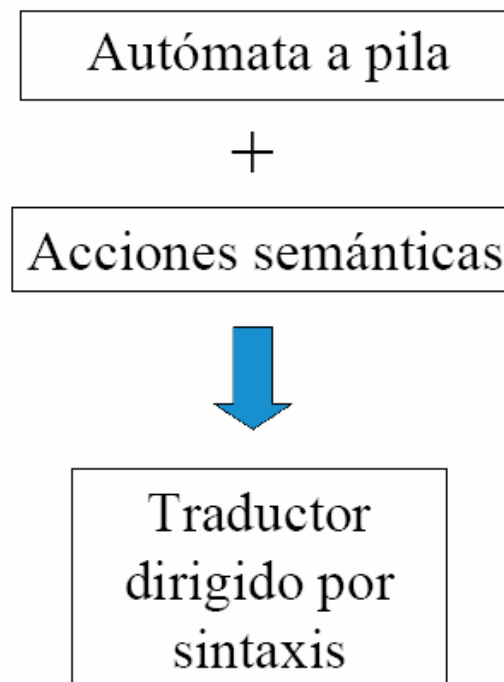 Autómata a pila
+
Acciones semánticas
Traductor
dirigido por
sintaxis